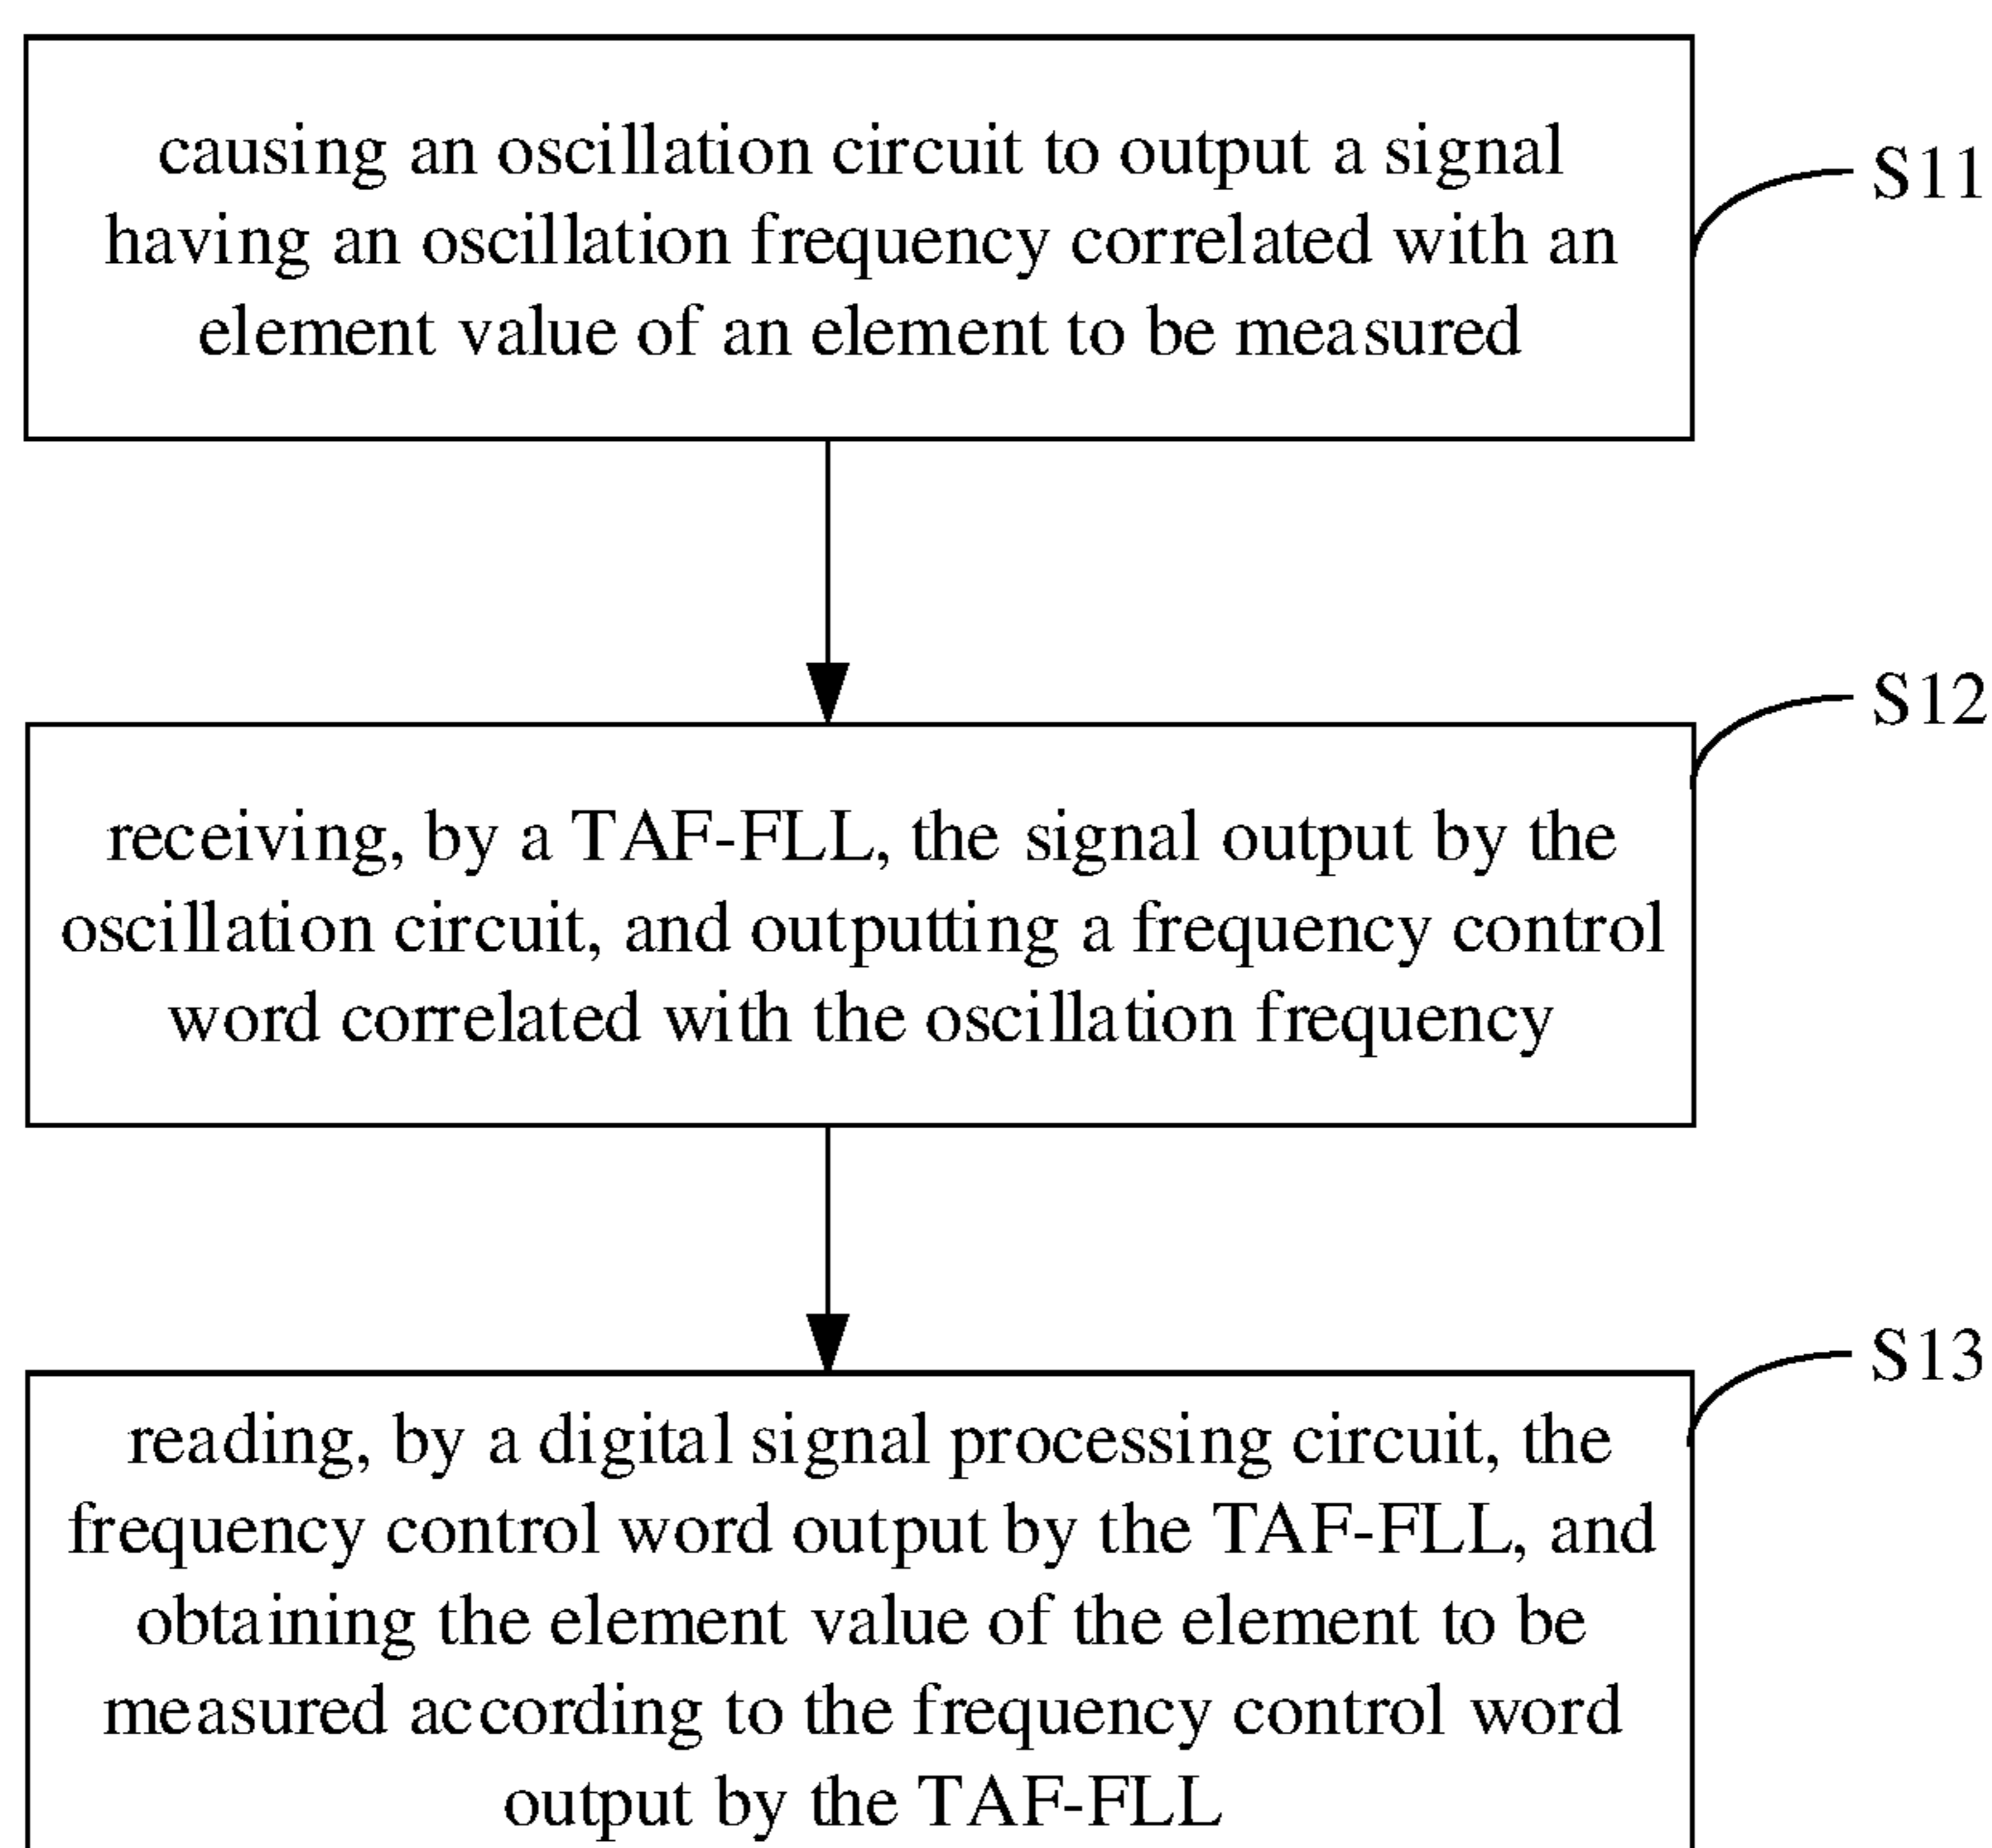 causing an oscillation circuit to output a signal
having an oscillation frequency correlated with an
element value of an element to be measured
S11
receiving, by a TAF-FLL, the signal output by the
oscillation circuit, and outputting a frequency control
word correlated with the oscillation frequency
S12
reading, by a digital signal processing circuit, the
frequency control word output by the TAF-FLL, and
obtaining the element value of the element to be
measured according to the frequency control word
output by the TAF-FLL
S13